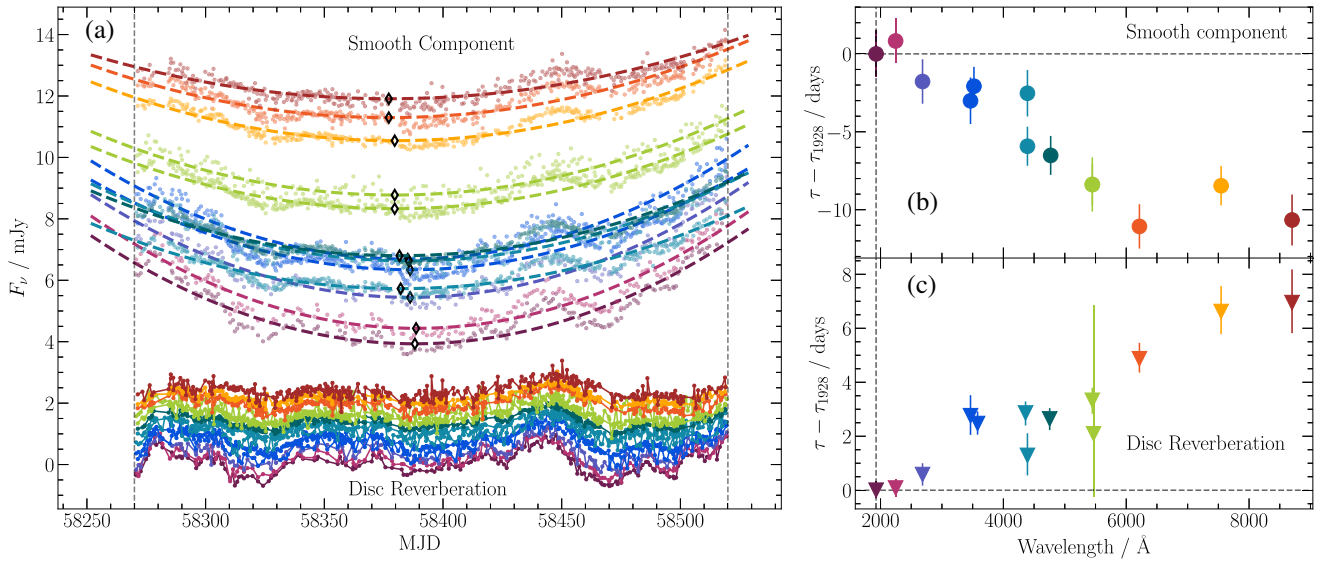 (a)
Smooth Component
14
12
10
8
6
4
2
0
F_ν / mJy
Disc Reverberation
58250
58300
58350
58400
58450
58500
MJD
Smooth component
0
−5
−10
τ − τ_1928 / days
(b)
(c)
8
6
4
2
0
τ − τ_1928 / days
Disc Reverberation
2000
4000
6000
8000
Wavelength / Å